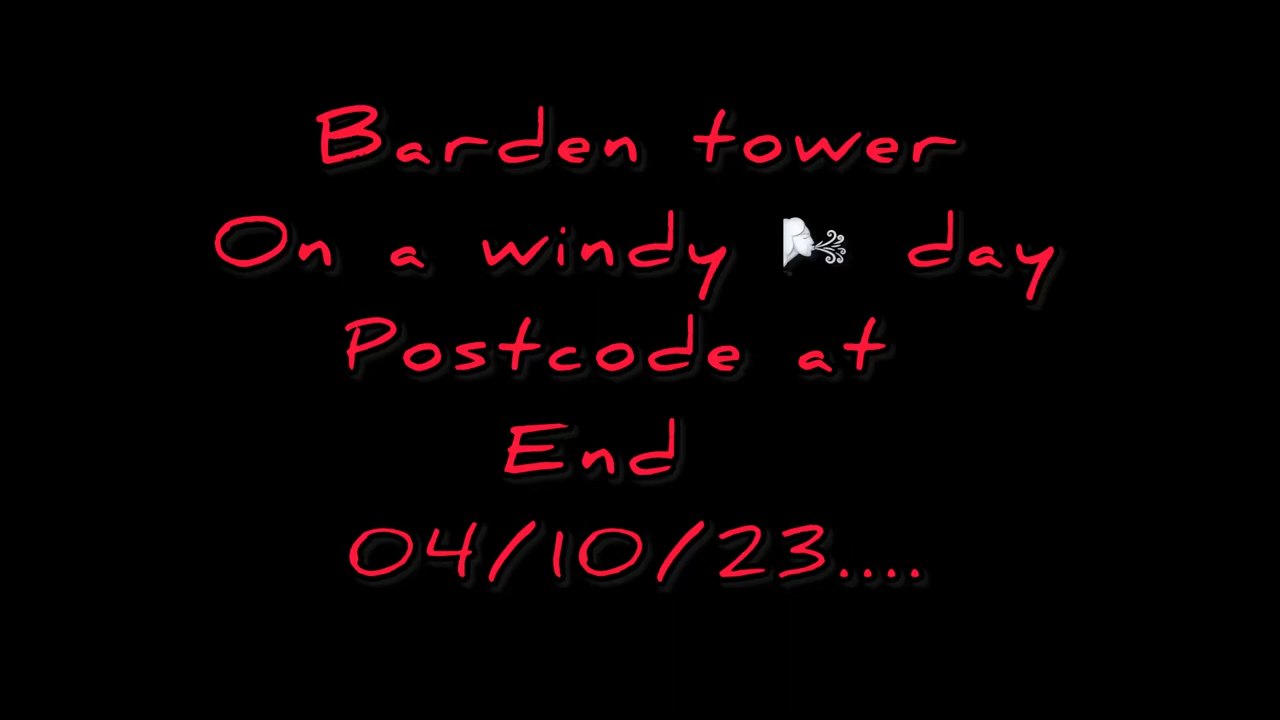 Barden tower
On a windy 🌬 day
Postcode at
End
04/10/23....